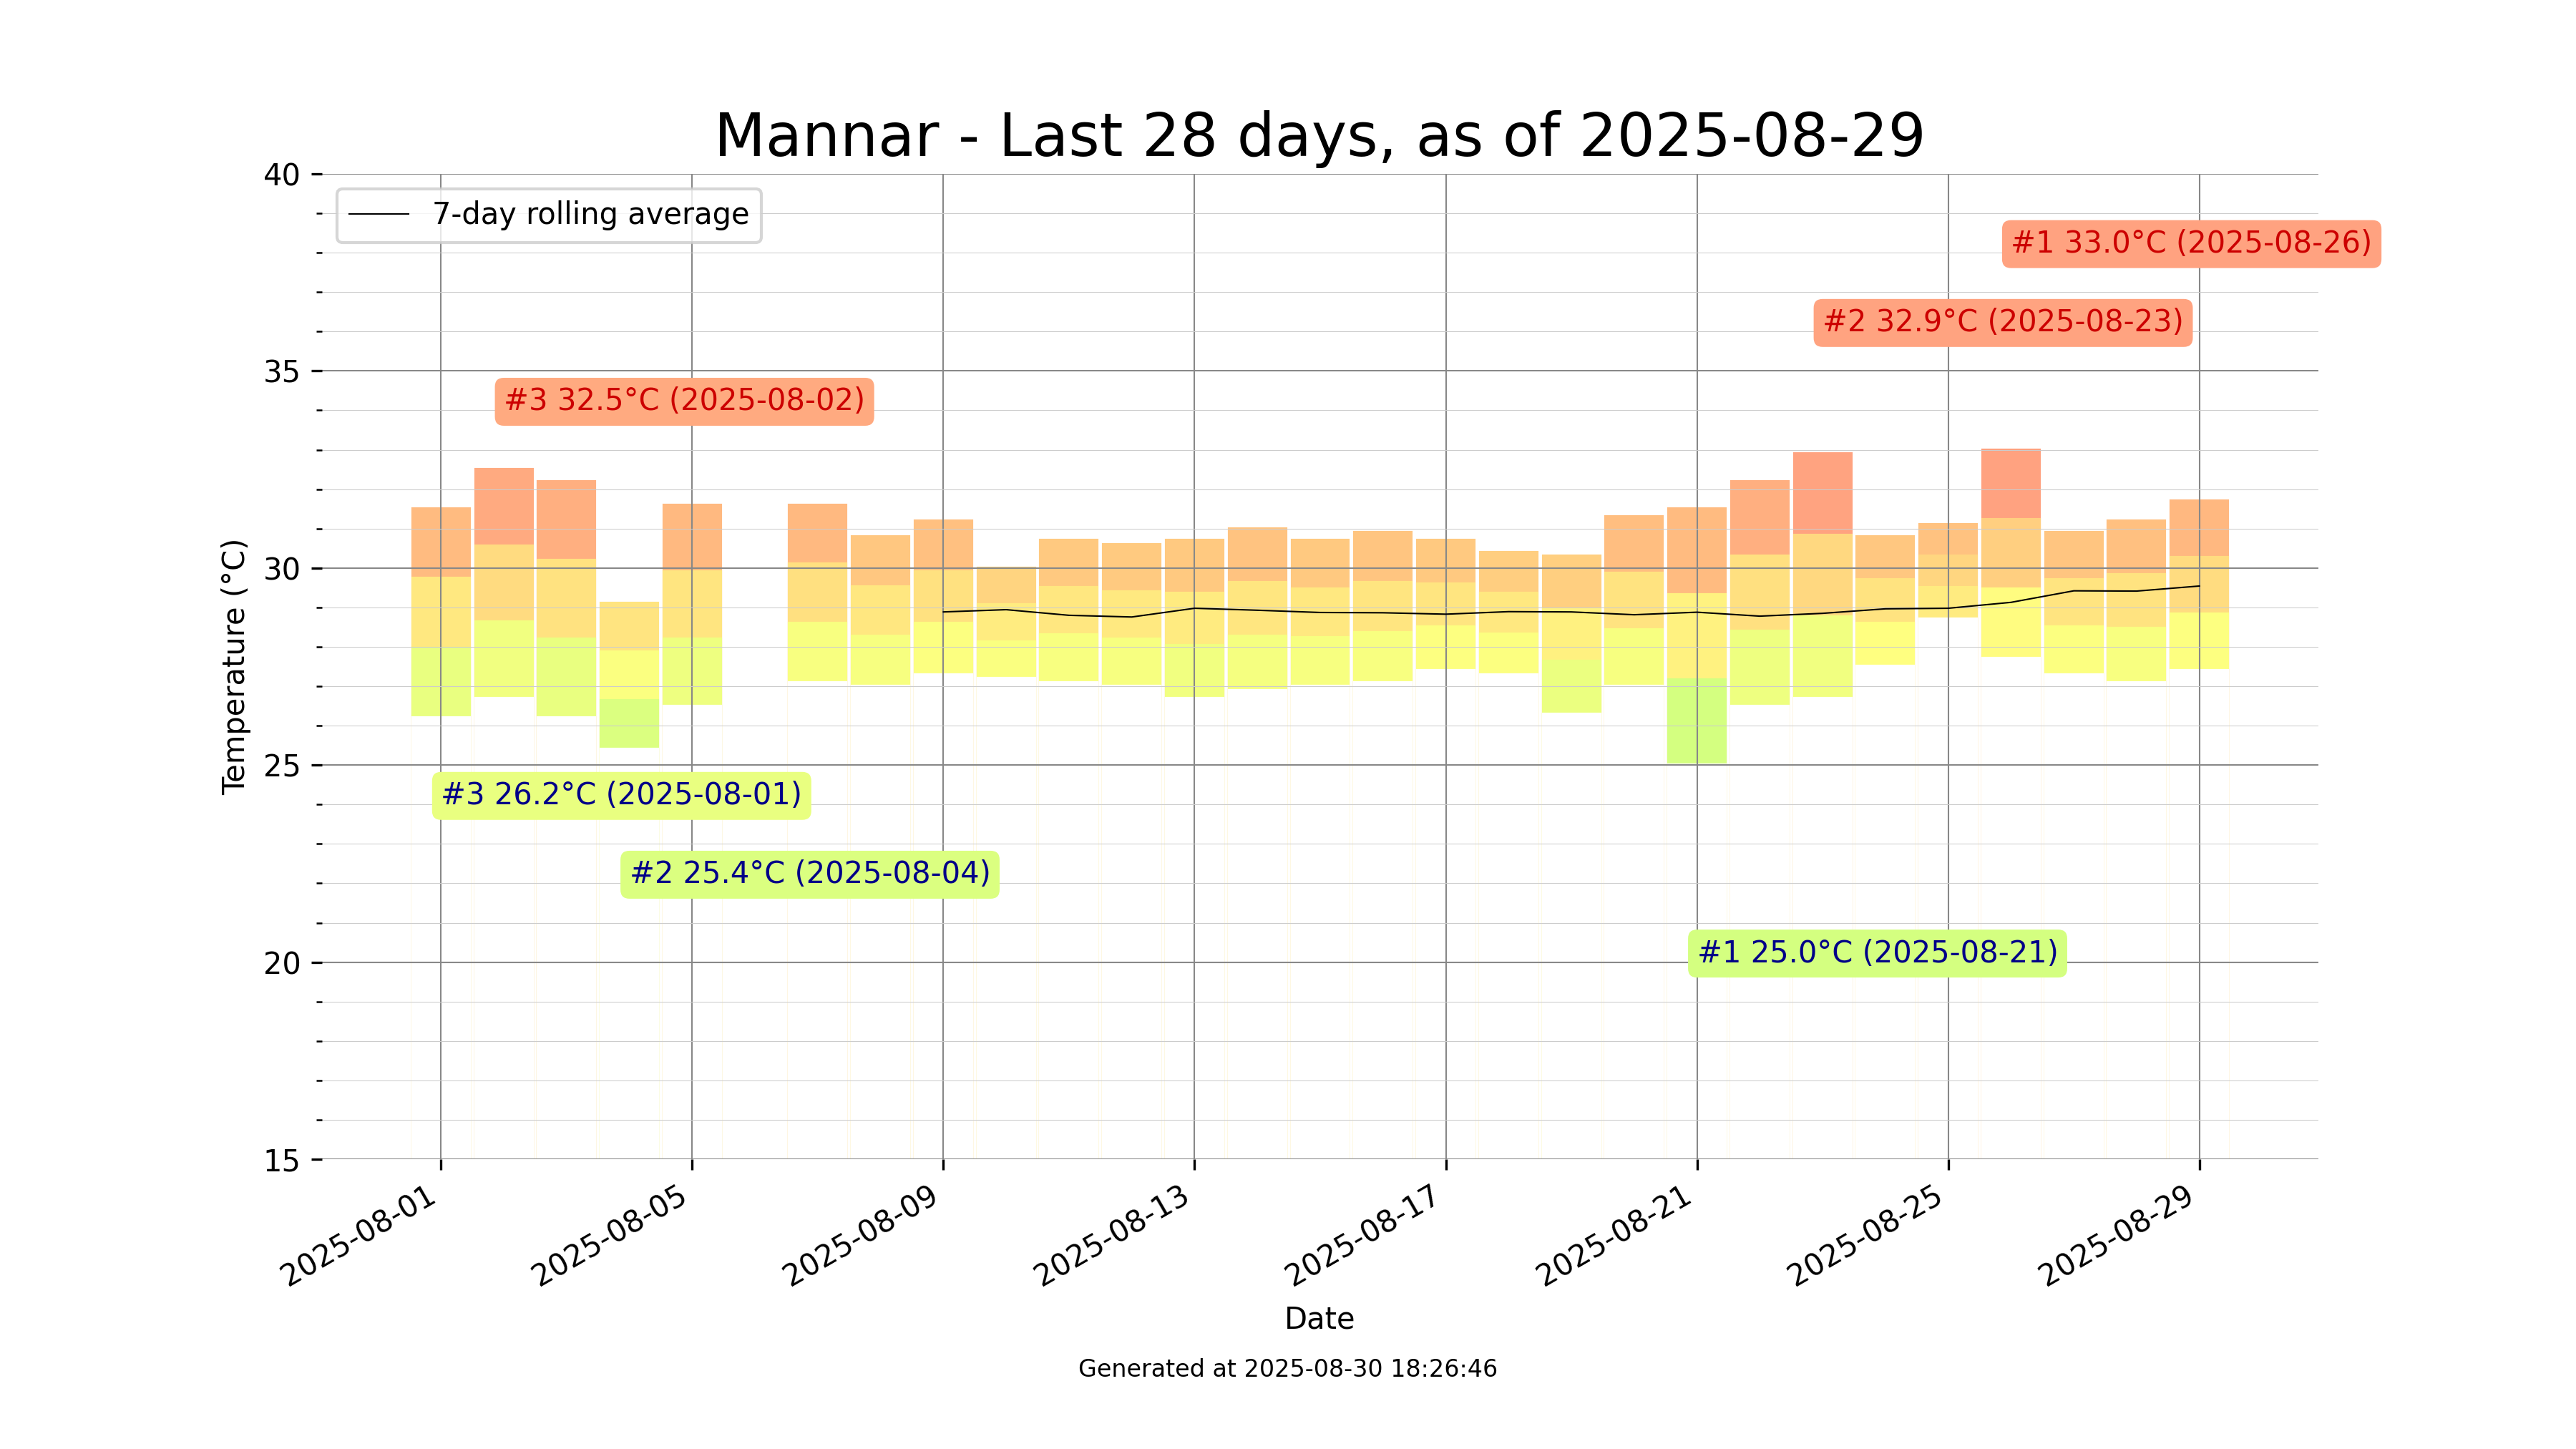 Mannar - Last 28 days, as of 2025-08-29
40
7-day rolling average
#1 33.0°C (2025-08-26)
#2 32.9°C (2025-08-23)
35
#3 32.5°C (2025-08-02)
30
Temperature (°C)
25
#3 26.2°C (2025-08-01)
#2 25.4°C (2025-08-04)
#1 25.0°C (2025-08-21)
20
15
2025-08-01
2025-08-05
2025-08-09
2025-08-13
2025-08-17
2025-08-21
2025-08-25
2025-08-29
Date
Generated at 2025-08-30 18:26:46